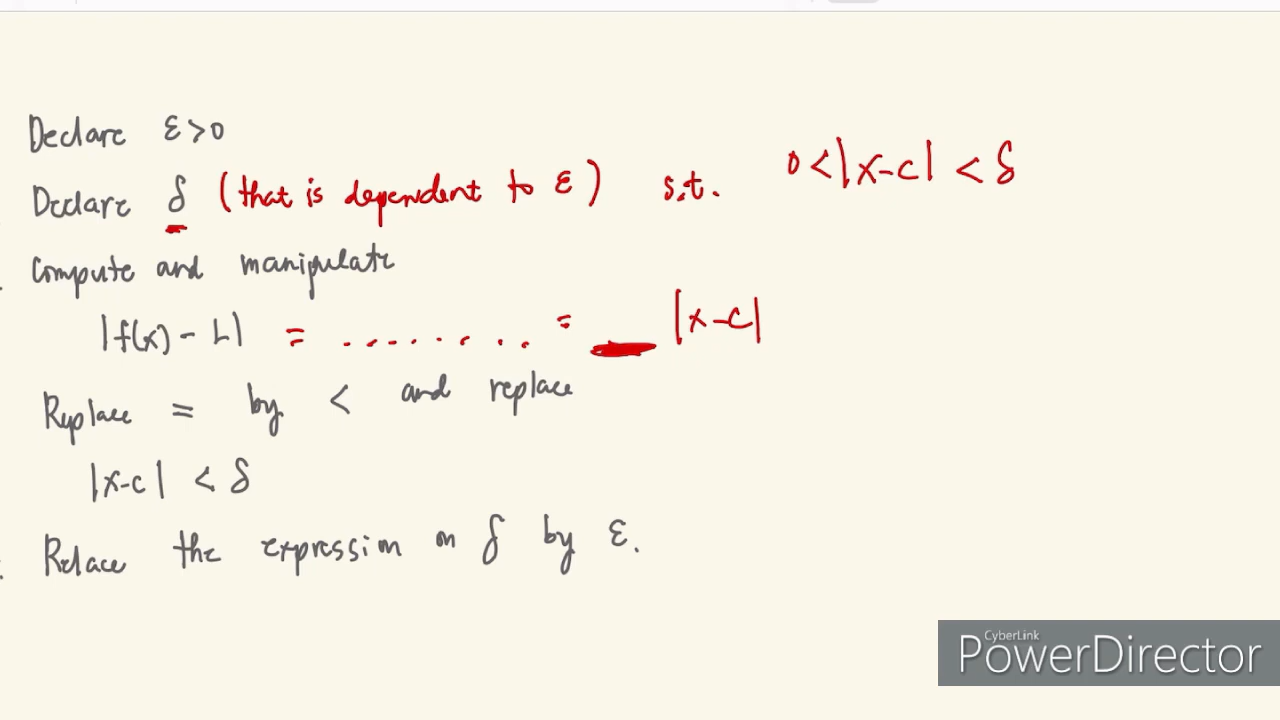 Declare ε>0
Declare δ (that is dependent to ε) s.t. 0<|x-c|<δ
Compute and manipulate
|f(x) - L| = ........ = __ |x-c|
Replace = by < and replace
|x-c| < δ
Relace the expression on δ by ε.
CyberLink
PowerDirector